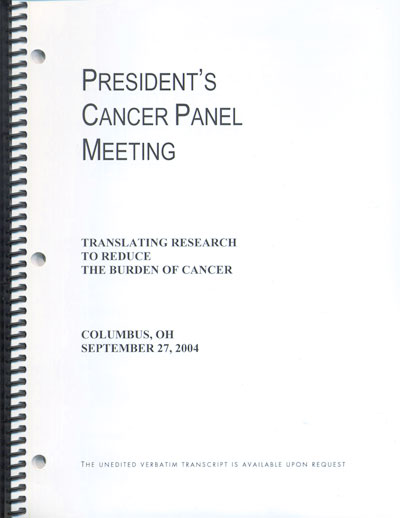 PRESIDENT'S
CANCER PANEL
MEETING
TRANSLATING RESEARCH
TO REDUCE
THE BURDEN OF CANCER
COLUMBUS, OH
SEPTEMBER 27, 2004
THE UNEDITED VERBATIM TRANSCRIPT IS AVAILABLE UPON REQUEST